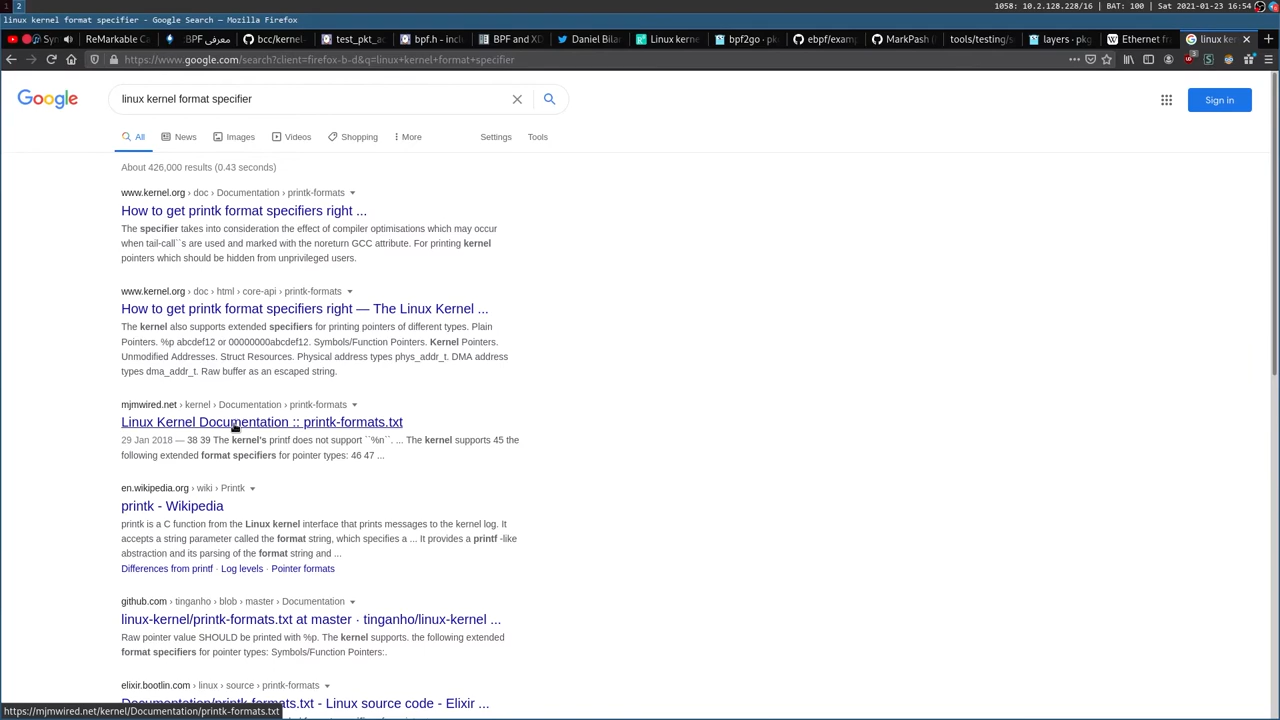 1 2 1058: 10.2.128.228/16 | BAT: 100 | Sat 2021-01-23 16:54
linux kernel format specifier - Google Search — Mozilla Firefox
Syn ReMarkable Ca معرفی BPF bcc/kernel- test_pkt_ac bpf.h - incl BPF and XD Daniel Bilar Linux kerne bpf2go · pkg ebpf/examp MarkPash ( tools/testing/s layers · pkg Ethernet fra linux ker
https://www.google.com/search?client=firefox-b-d&q=linux+kernel+format+specifier
Google linux kernel format specifier Sign in
All News Images Videos Shopping More Settings Tools
About 426,000 results (0.43 seconds)
www.kernel.org › doc › Documentation › printk-formats
How to get printk format specifiers right ...
The specifier takes into consideration the effect of compiler optimisations which may occur
when tail-call``s are used and marked with the noreturn GCC attribute. For printing kernel
pointers which should be hidden from unprivileged users.
www.kernel.org › doc › html › core-api › printk-formats
How to get printk format specifiers right — The Linux Kernel ...
The kernel also supports extended specifiers for printing pointers of different types. Plain
Pointers. %p abcdef12 or 00000000abcdef12. Symbols/Function Pointers. Kernel Pointers.
Unmodified Addresses. Struct Resources. Physical address types phys_addr_t. DMA address
types dma_addr_t. Raw buffer as an escaped string.
mjmwired.net › kernel › Documentation › printk-formats
Linux Kernel Documentation :: printk-formats.txt
29 Jan 2018 — 38 39 The kernel's printf does not support ``%n``. ... The kernel supports 45 the
following extended format specifiers for pointer types: 46 47 ...
en.wikipedia.org › wiki › Printk
printk - Wikipedia
printk is a C function from the Linux kernel interface that prints messages to the kernel log. It
accepts a string parameter called the format string, which specifies a ... It provides a printf -like
abstraction and its parsing of the format string and ...
Differences from printf · Log levels · Pointer formats
github.com › tinganho › blob › master › Documentation
linux-kernel/printk-formats.txt at master · tinganho/linux-kernel ...
Raw pointer value SHOULD be printed with %p. The kernel supports. the following extended
format specifiers for pointer types: Symbols/Function Pointers:.
elixir.bootlin.com › linux › source › printk-formats
Documentation/printk-formats.txt - Linux source code - Elixir ...
https://mjmwired.net/kernel/Documentation/printk-formats.txt